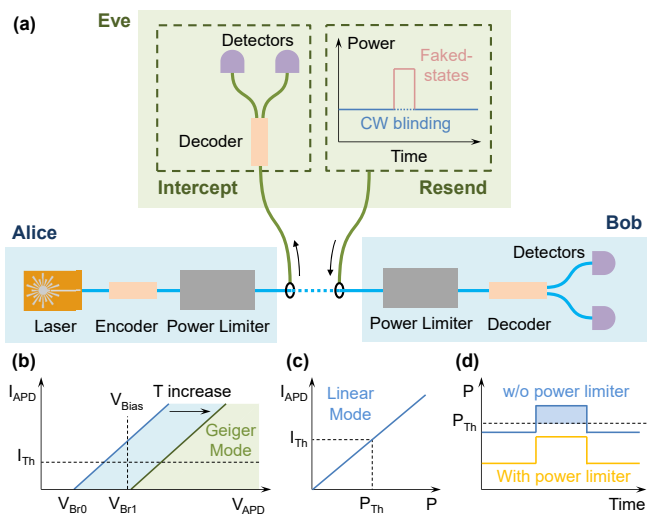 (a)
Eve
Detectors
Decoder
Intercept
Power
Faked-
states
CW blinding
Time
Resend
Alice
Laser
Encoder
Power Limiter
Bob
Detectors
Power Limiter
Decoder
(b)
I_APD
T increase
V_Bias
Geiger
Mode
I_Th
V_Br0
V_Br1
V_APD
(c)
I_APD
Linear
Mode
I_Th
P_Th
P
(d)
P
w/o power limiter
P_Th
With power limiter
Time